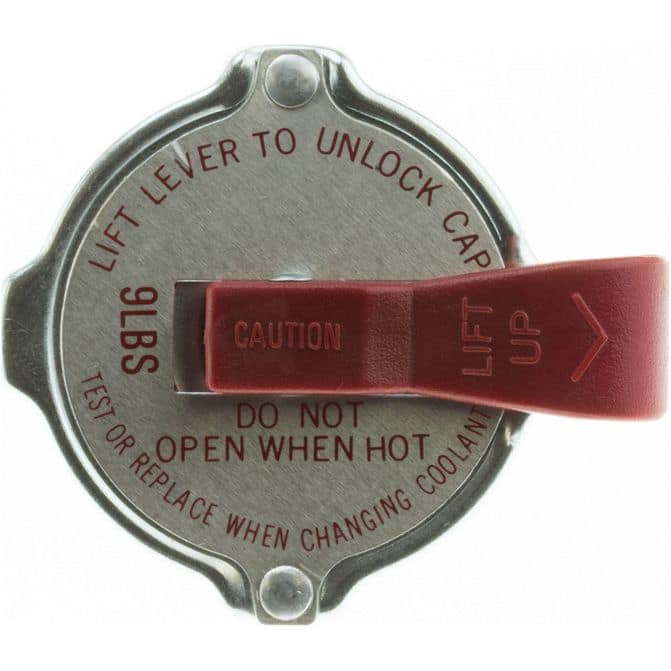 LIFT LEVER TO UNLOCK CAP
9LBS
CAUTION
LIFT
UP
DO NOT
OPEN WHEN HOT
TEST OR REPLACE WHEN CHANGING COOLANT